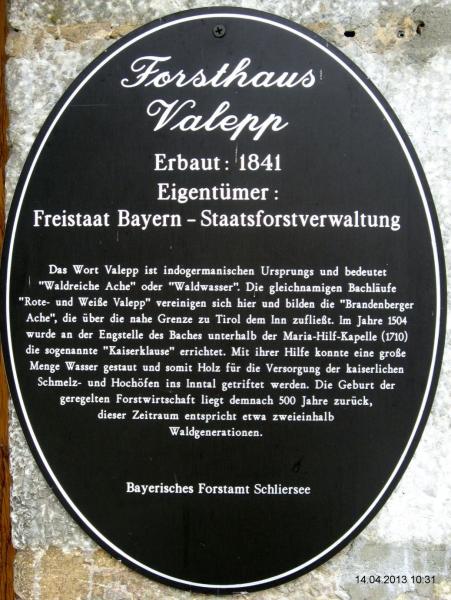 Forsthaus
Valepp
Erbaut: 1841
Eigentümer:
Freistaat Bayern – Staatsforstverwaltung
Das Wort Valepp ist indogermanischen Ursprungs und bedeutet
"Waldreiche Ache" oder "Waldwasser". Die gleichnamigen Bachläufe
"Rote- und Weiße Valepp" vereinigen sich hier und bilden die "Brandenberger
Ache", die über die nahe Grenze zu Tirol dem Inn zufließt. Im Jahre 1504
wurde an der Engstelle des Baches unterhalb der Maria-Hilf-Kapelle (1710)
die sogenannte "Kaiserklause" errichtet. Mit ihrer Hilfe konnte eine große
Menge Wasser gestaut und somit Holz für die Versorgung der kaiserlichen
Schmelz- und Hochöfen ins Inntal getriftet werden. Die Geburt der
geregelten Forstwirtschaft liegt demnach 500 Jahre zurück,
dieser Zeitraum entspricht etwa zweieinhalb
Waldgenerationen.
Bayerisches Forstamt Schliersee
14.04.2013 10:31